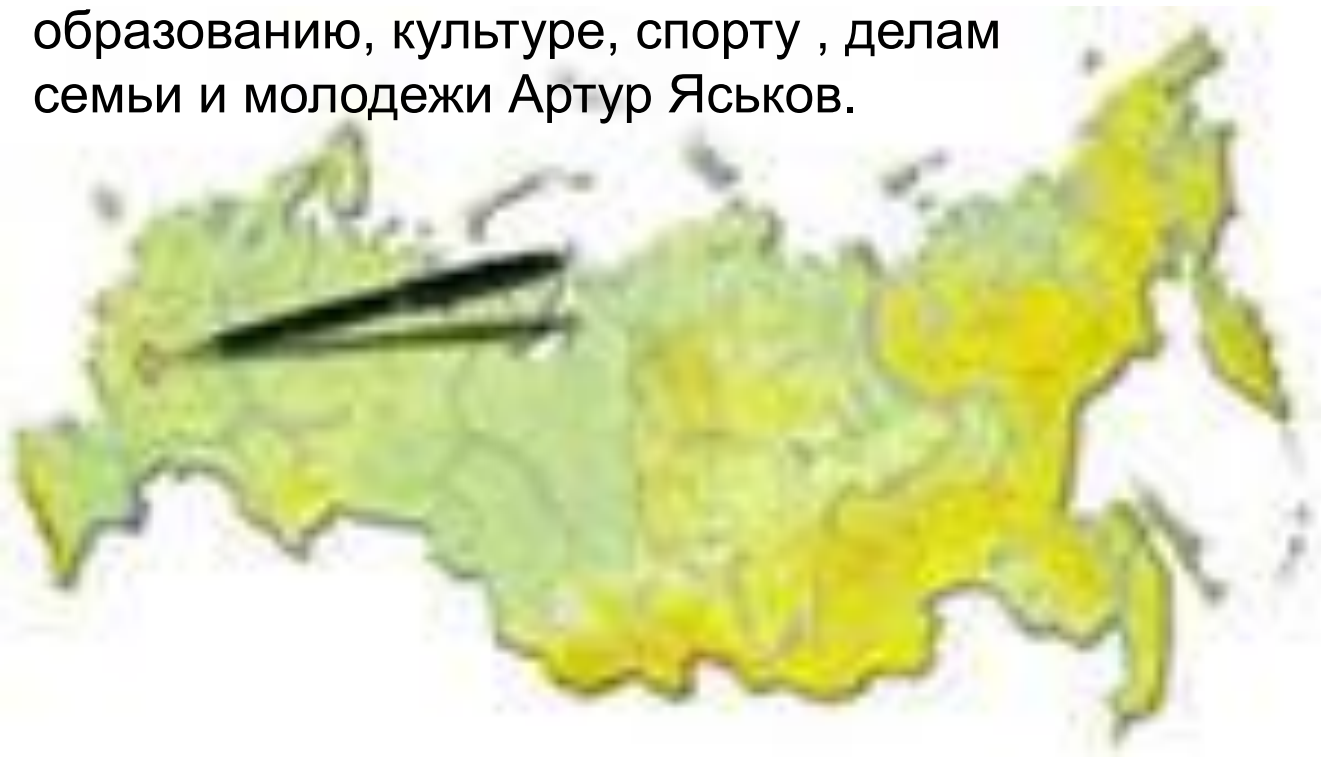 образованию, культуре, спорту , делам
семьи и молодежи Артур Яськов.